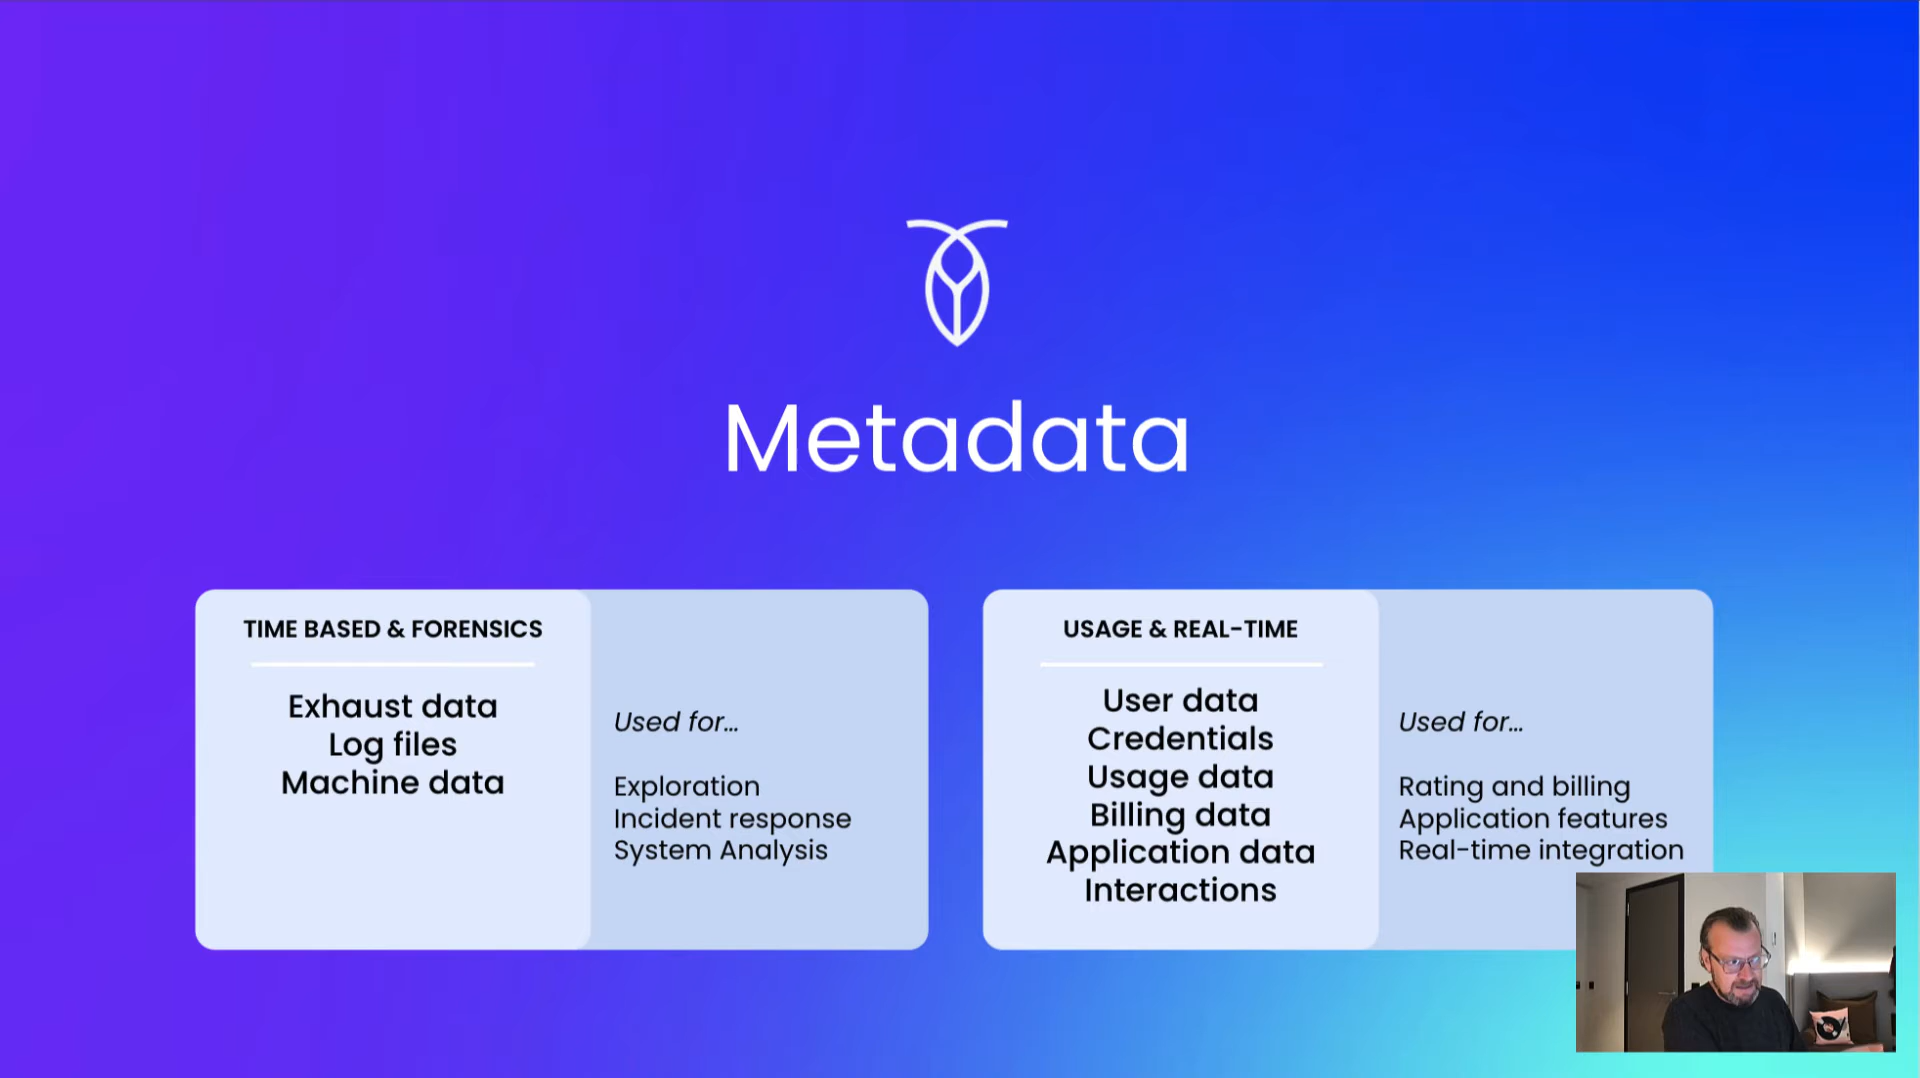 Metadata
TIME BASED & FORENSICS
Exhaust data
Log files
Machine data
Used for...
Exploration
Incident response
System Analysis
USAGE & REAL-TIME
User data
Credentials
Usage data
Billing data
Application data
Interactions
Used for...
Rating and billing
Application features
Real-time integration